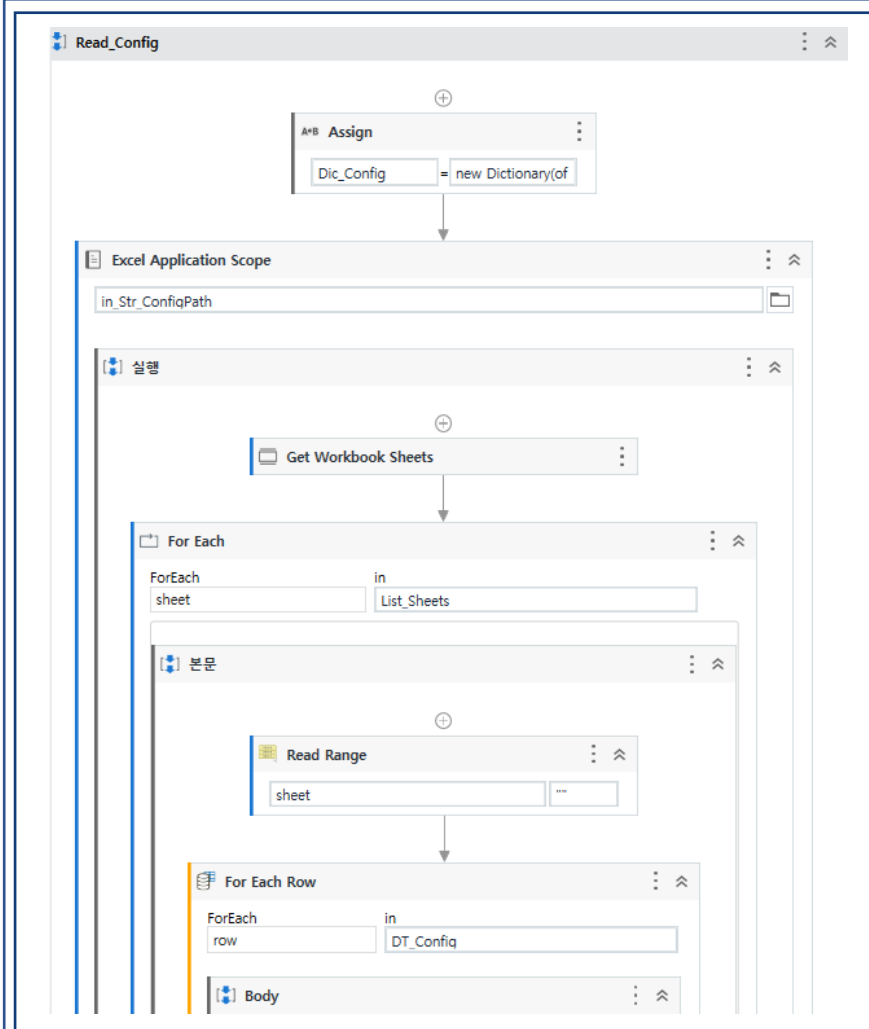 Read_Config
A*B Assign
Dic_Config = new Dictionary(of
Excel Application Scope
in_Str_ConfigPath
실행
Get Workbook Sheets
For Each
ForEach in
sheet List_Sheets
본문
Read Range
sheet ""
For Each Row
ForEach in
row DT_Config
Body